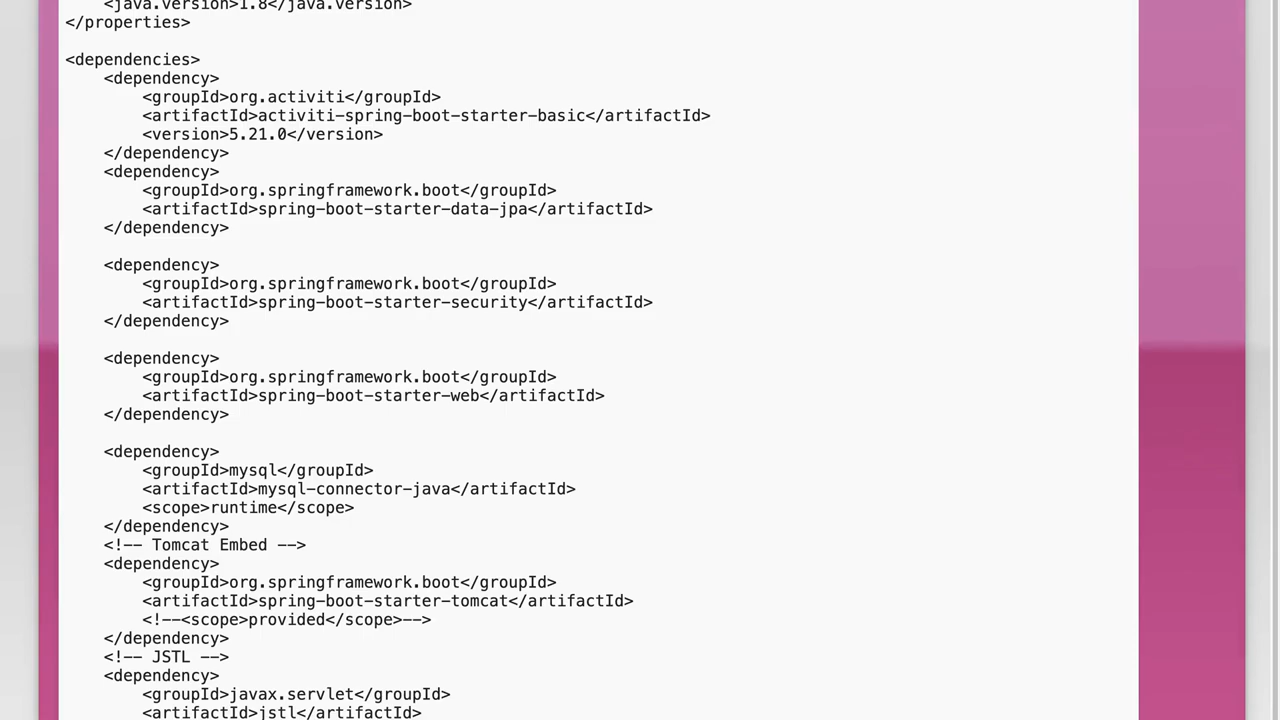 <java.version>1.8</java.version>
</properties>
<dependencies>
<dependency>
<groupId>org.activiti</groupId>
<artifactId>activiti-spring-boot-starter-basic</artifactId>
<version>5.21.0</version>
</dependency>
<dependency>
<groupId>org.springframework.boot</groupId>
<artifactId>spring-boot-starter-data-jpa</artifactId>
</dependency>
<dependency>
<groupId>org.springframework.boot</groupId>
<artifactId>spring-boot-starter-security</artifactId>
</dependency>
<dependency>
<groupId>org.springframework.boot</groupId>
<artifactId>spring-boot-starter-web</artifactId>
</dependency>
<dependency>
<groupId>mysql</groupId>
<artifactId>mysql-connector-java</artifactId>
<scope>runtime</scope>
</dependency>
<!-- Tomcat Embed -->
<dependency>
<groupId>org.springframework.boot</groupId>
<artifactId>spring-boot-starter-tomcat</artifactId>
<!--<scope>provided</scope>-->
</dependency>
<!-- JSTL -->
<dependency>
<groupId>javax.servlet</groupId>
<artifactId>jstl</artifactId>